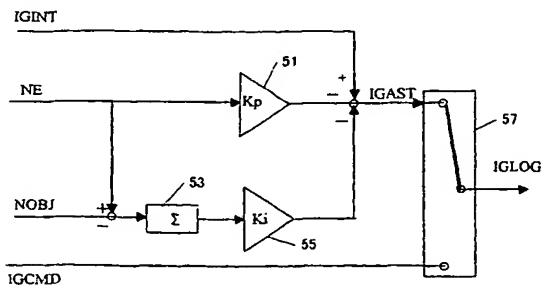 IGINT
51
+
NE
Kp
−
IGAST
57
−
IGLOG
53
NOBJ
+
−
Σ
Ki
55
IGCMD